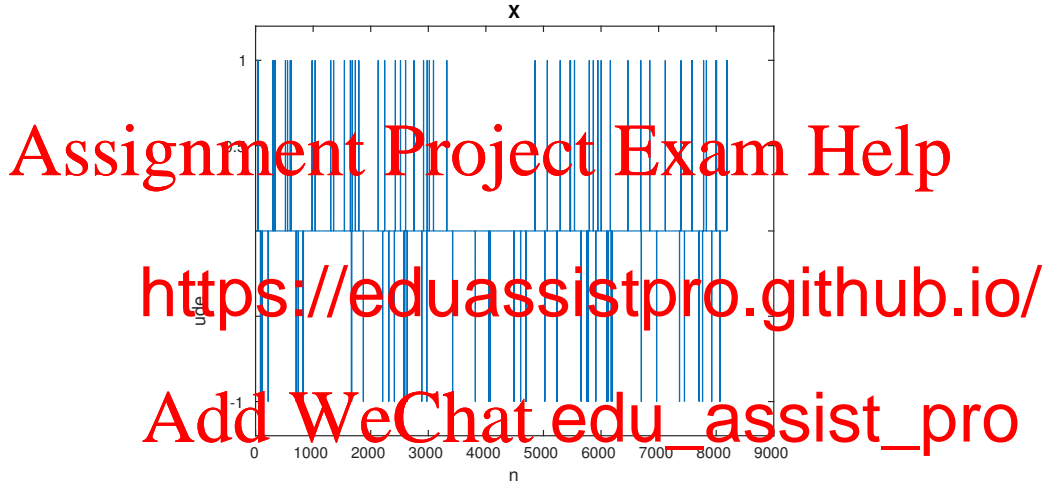 x
1
Assignment Project Exam Help
https://eduassistpro.github.io/
-1
Add WeChat edu_assist_pro
0 1000 2000 3000 4000 5000 6000 7000 8000 9000
n